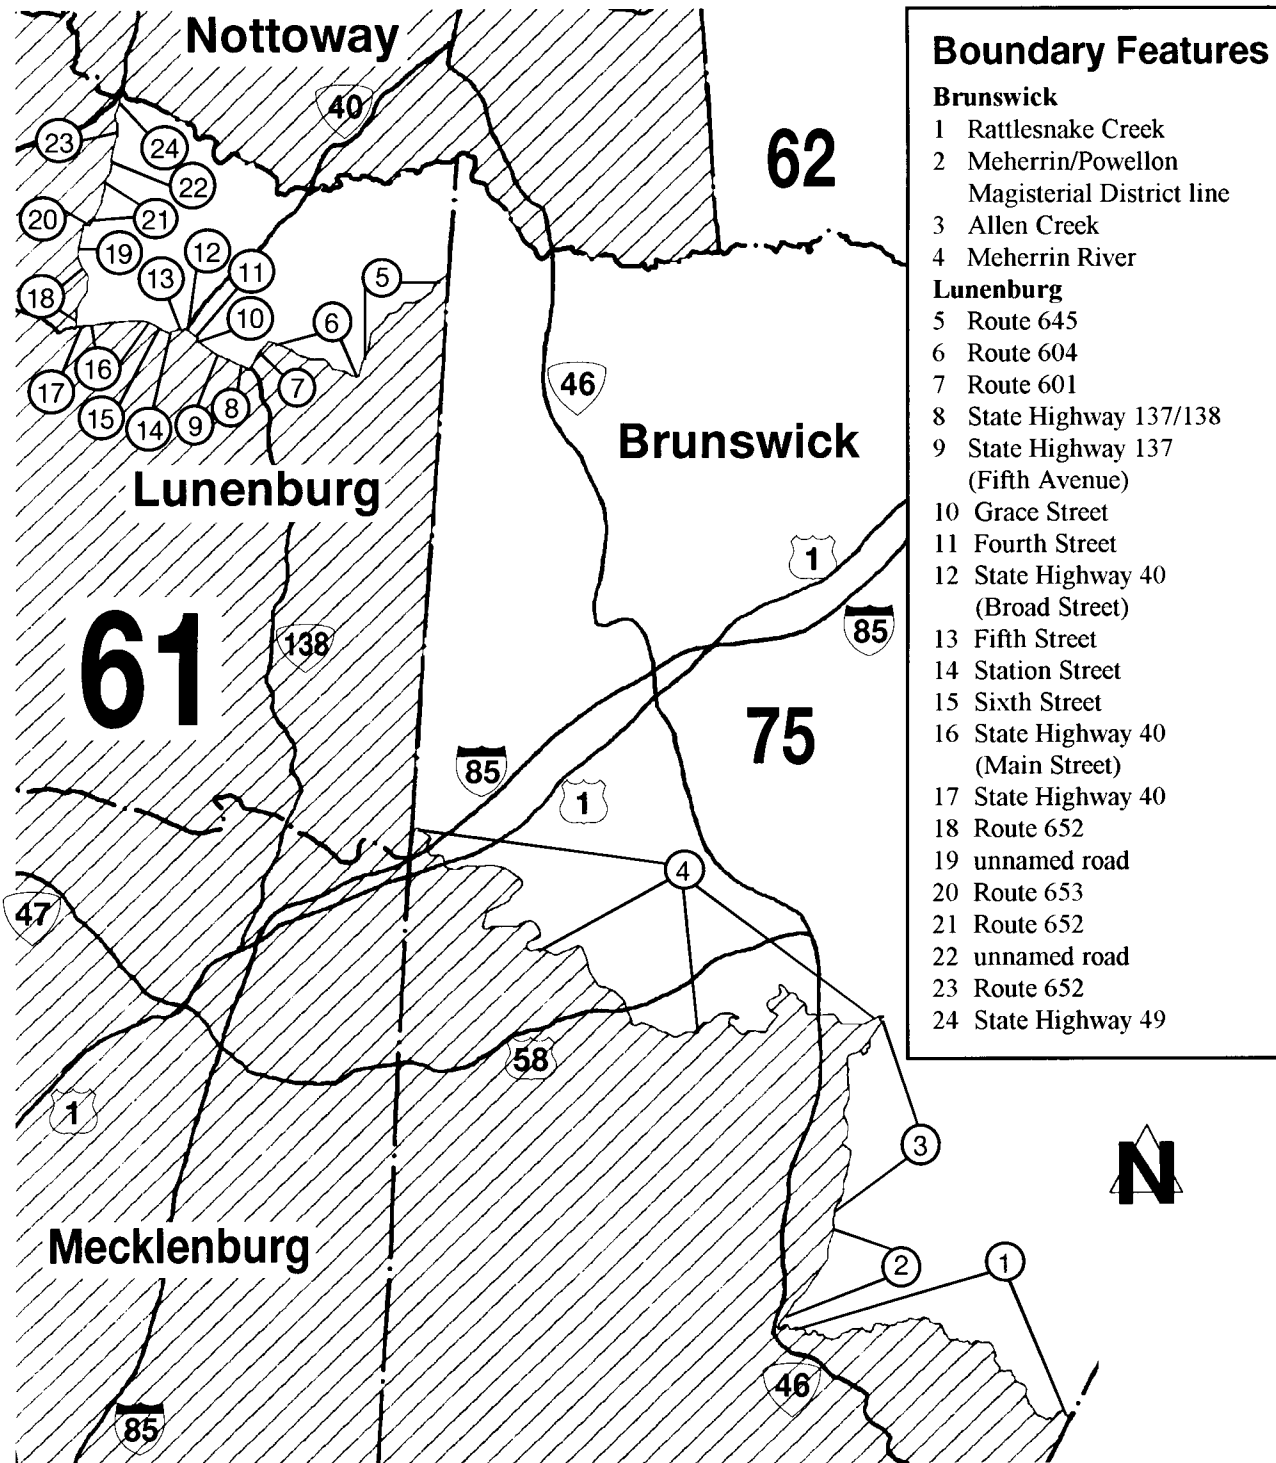 Nottoway
40
62
23
24
22
20
21
19
12
13
11
18
10
5
6
17
16
15
14
9
8
7
46
Brunswick
Lunenburg
1
85
61
138
75
85
1
4
47
58
1
3
Mecklenburg
2
1
46
85
N
Boundary Features
Brunswick
1 Rattlesnake Creek
2 Meherrin/Powellon
Magisterial District line
3 Allen Creek
4 Meherrin River
Lunenburg
5 Route 645
6 Route 604
7 Route 601
8 State Highway 137/138
9 State Highway 137
(Fifth Avenue)
10 Grace Street
11 Fourth Street
12 State Highway 40
(Broad Street)
13 Fifth Street
14 Station Street
15 Sixth Street
16 State Highway 40
(Main Street)
17 State Highway 40
18 Route 652
19 unnamed road
20 Route 653
21 Route 652
22 unnamed road
23 Route 652
24 State Highway 49